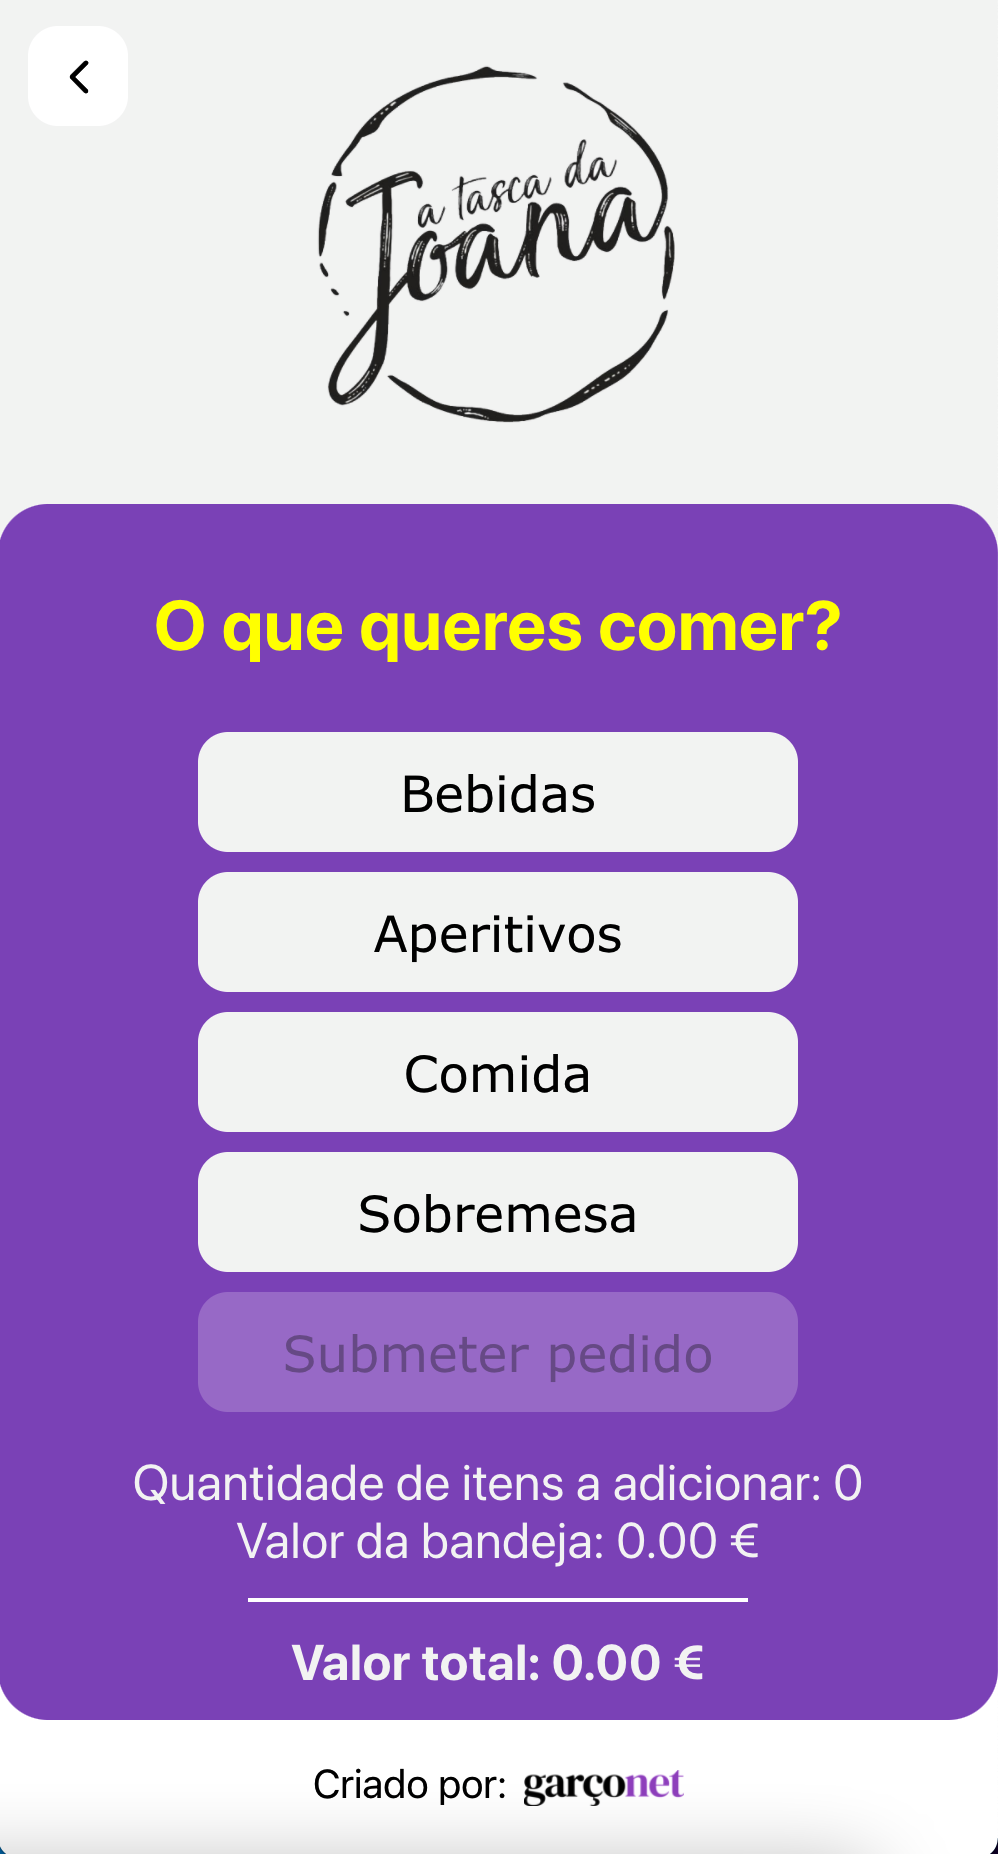 a tasca da
Joana
O que queres comer?
Bebidas
Aperitivos
Comida
Sobremesa
Submeter pedido
Quantidade de itens a adicionar: 0
Valor da bandeja: 0.00 €
Valor total: 0.00 €
Criado por: garçonet